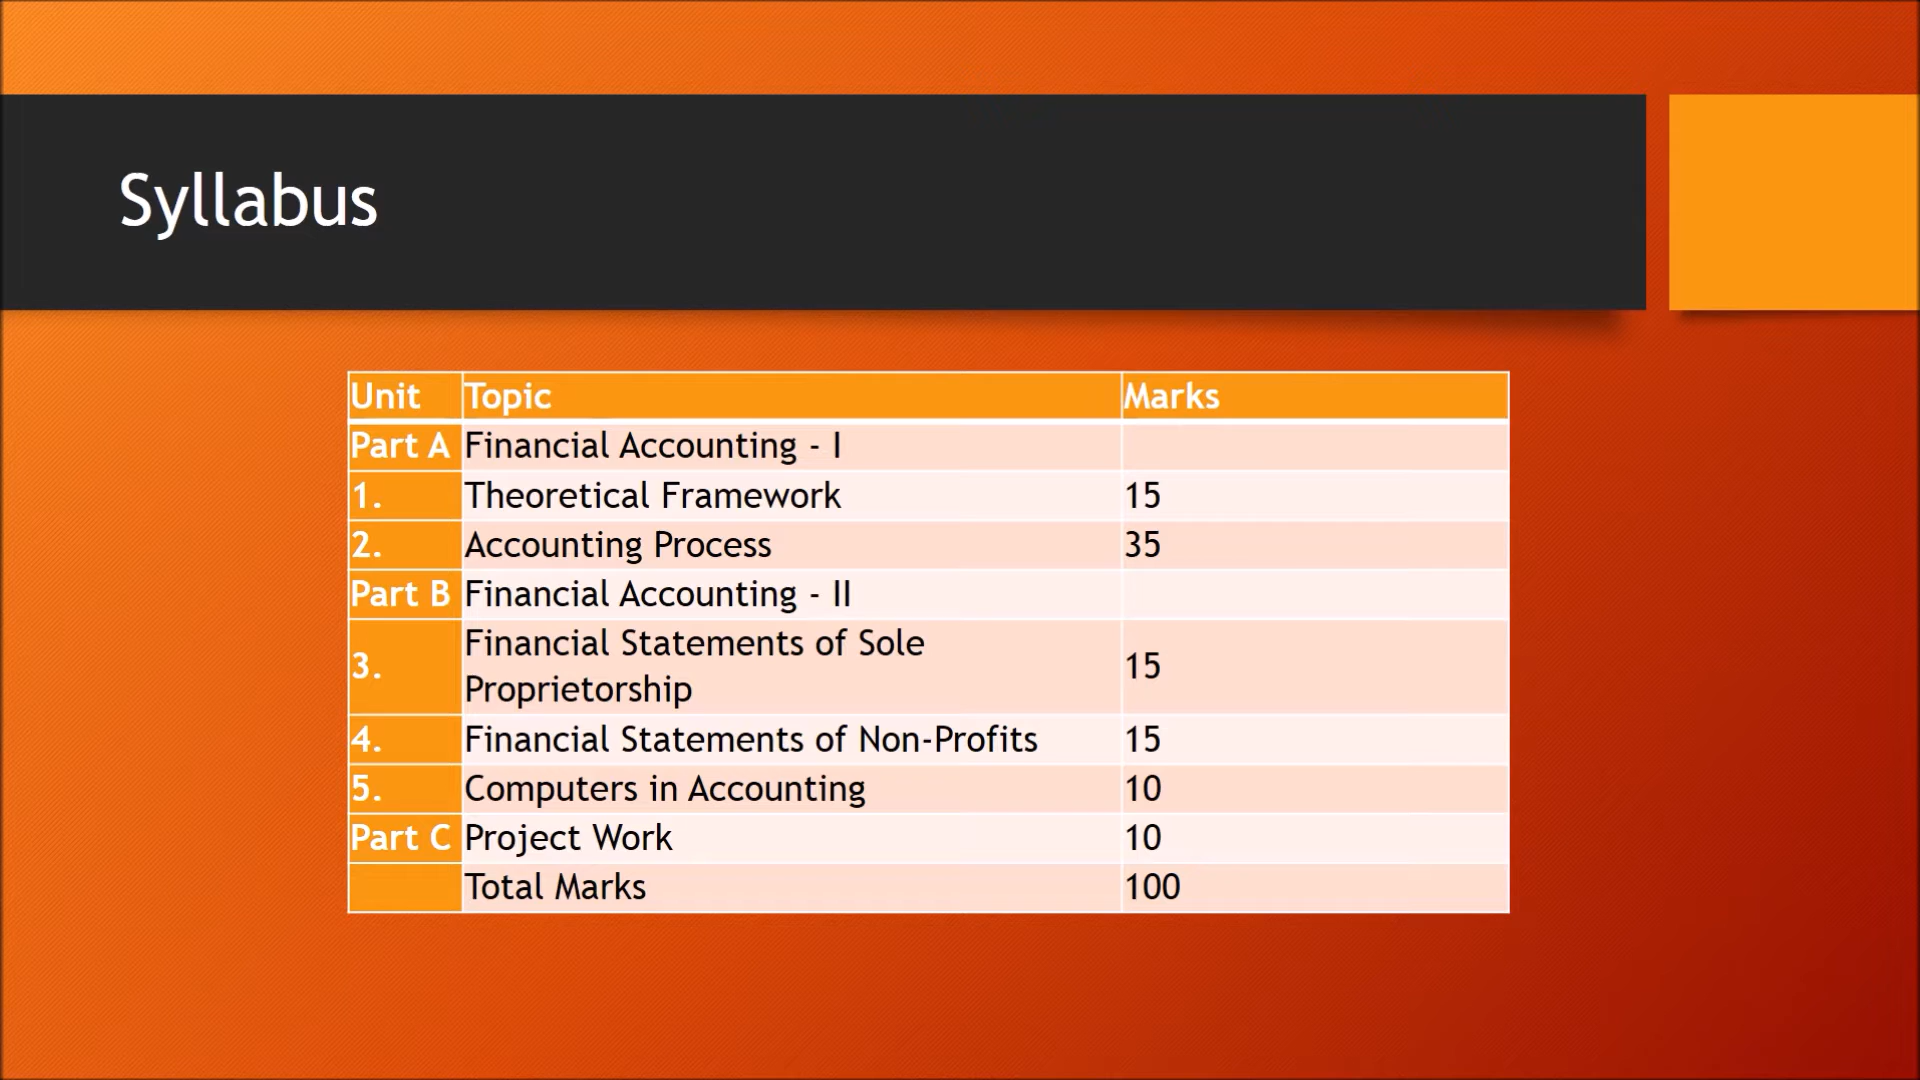 Syllabus
Unit Topic Marks
Part A Financial Accounting - I
1. Theoretical Framework 15
2. Accounting Process 35
Part B Financial Accounting - II
3. Financial Statements of Sole
Proprietorship 15
4. Financial Statements of Non-Profits 15
5. Computers in Accounting 10
Part C Project Work 10
Total Marks 100